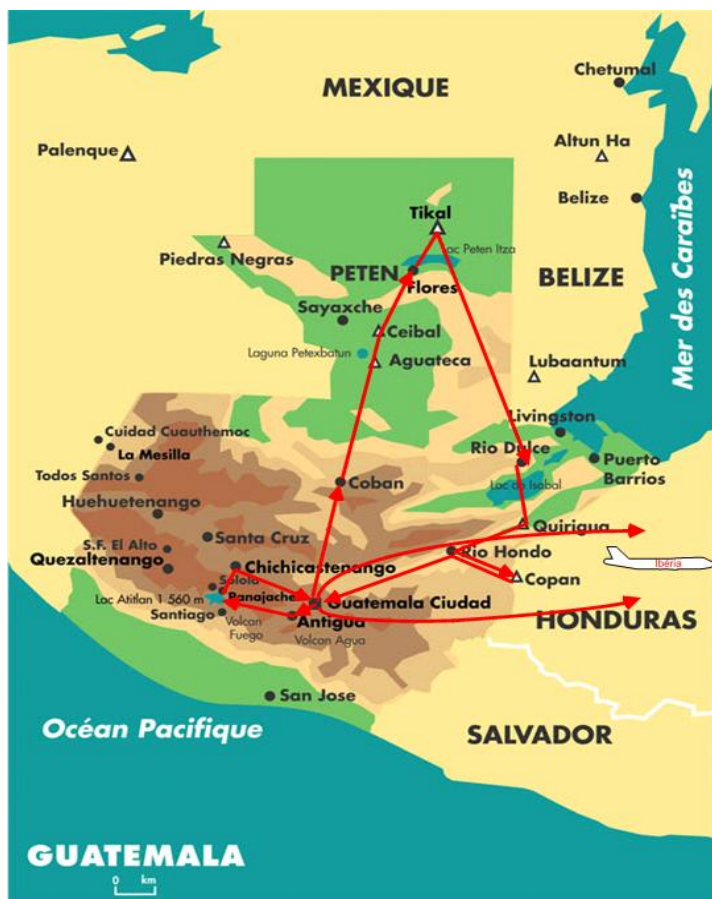 Chetumal
MEXIQUE
Altun Ha
Palenque
Mer des Caraïbes
Belize
Tikal
Lac Peten Itza
Piedras Negras
PETEN
BELIZE
Flores
Sayaxche
Ceibal
Laguna Petexbatun
Aguateca
Lubaantum
Livingston
Cuidad Cuauthemoc
La Mesilla
Rio Dulce
Puerto
Barrios
Todos Santos
Coban
Lac de Isabal
Huehuetenango
Quirigua
Santa Cruz
S.F. El Alto
Rio Hondo
Quezaltenango
Chichicastenango
Ibéria
Copan
Solola
Panajache
Lac Atitlan 1 560 m
Guatemala Ciudad
Santiago
Volcan
Fuego
Antigua
HONDURAS
Volcan Agua
San Jose
Océan Pacifique
SALVADOR
GUATEMALA
0 km